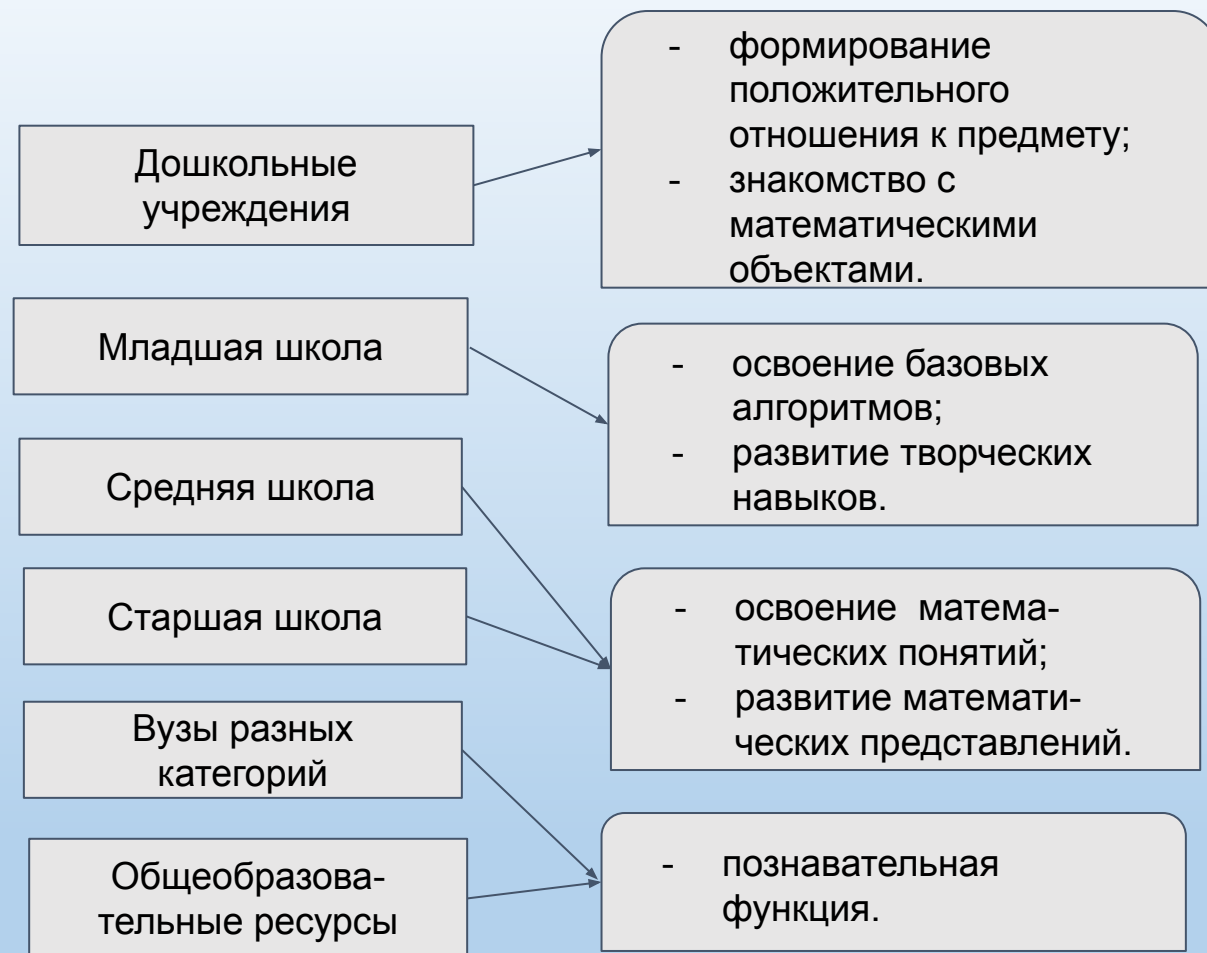 Дошкольные
учреждения
- формирование
положительного
отношения к предмету;
- знакомство с
математическими
объектами.
Младшая школа
- освоение базовых
алгоритмов;
- развитие творческих
навыков.
Средняя школа
Старшая школа
- освоение матема-
тических понятий;
- развитие математи-
ческих представлений.
Вузы разных
категорий
Общеобразова-
тельные ресурсы
- познавательная
функция.